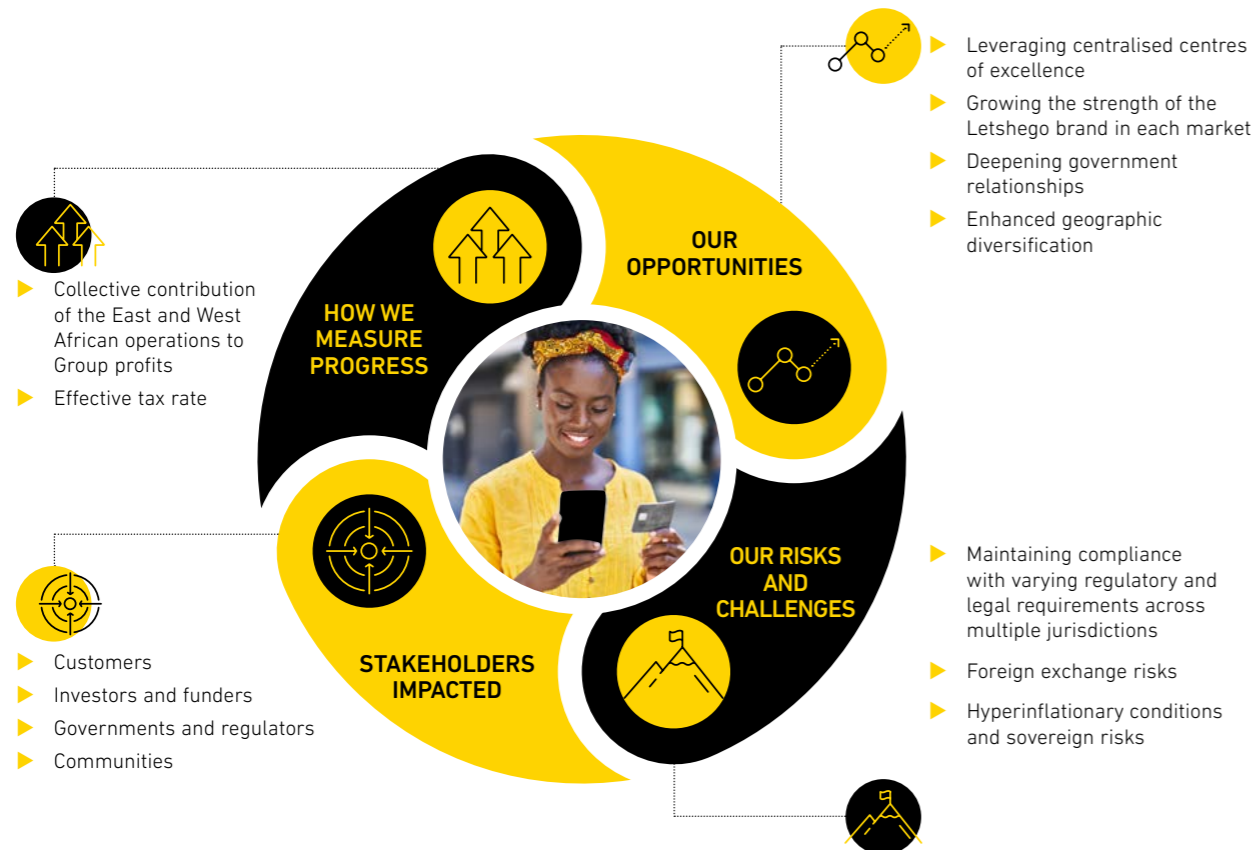 Leveraging centralised centres
of excellence
Growing the strength of the
Letshego brand in each market
Deepening government
relationships
Enhanced geographic
diversification
OUR
OPPORTUNITIES
HOW WE
MEASURE
PROGRESS
Collective contribution
of the East and West
African operations to
Group profits
Effective tax rate
OUR RISKS
AND
CHALLENGES
Maintaining compliance
with varying regulatory and
legal requirements across
multiple jurisdictions
Foreign exchange risks
Hyperinflationary conditions
and sovereign risks
STAKEHOLDERS
IMPACTED
Customers
Investors and funders
Governments and regulators
Communities